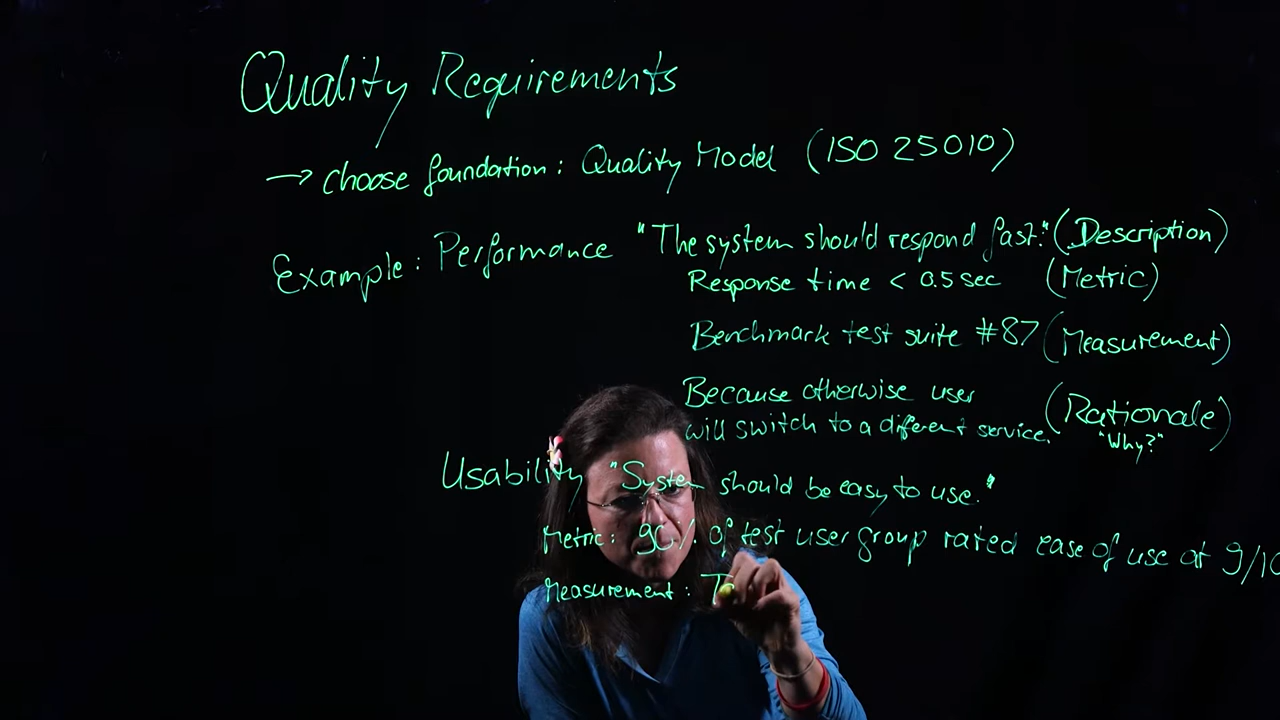 Quality Requirements
→ choose foundation: Quality Model (ISO 25010)
Example: Performance "The system should respond fast." (Description)
Response time < 0.5 sec (Metric)
Benchmark test suite #87 (Measurement)
Because otherwise user
will switch to a different service. (Rationale)
"Why?"
Usability "System should be easy to use."
Metric: 90% of test user group rated ease of use at 9/10
Measurement: T